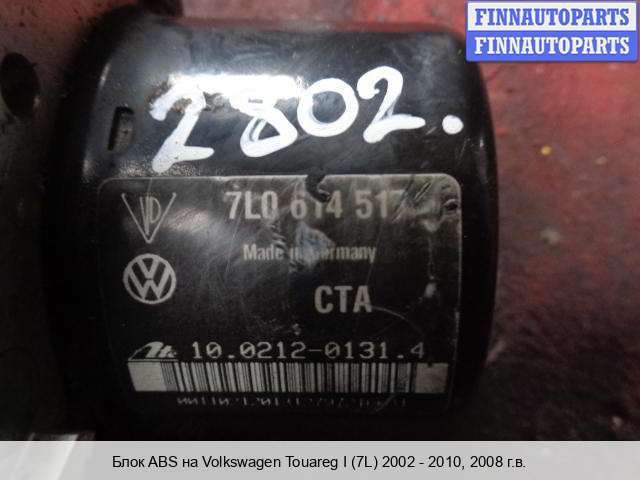 FINNAUTOPARTS
FINNAUTOPARTS
2802.
7L0 614 517
Made in Germany
CTA
10.0212-0131.4
Блок ABS на Volkswagen Touareg I (7L) 2002 - 2010, 2008 г.в.